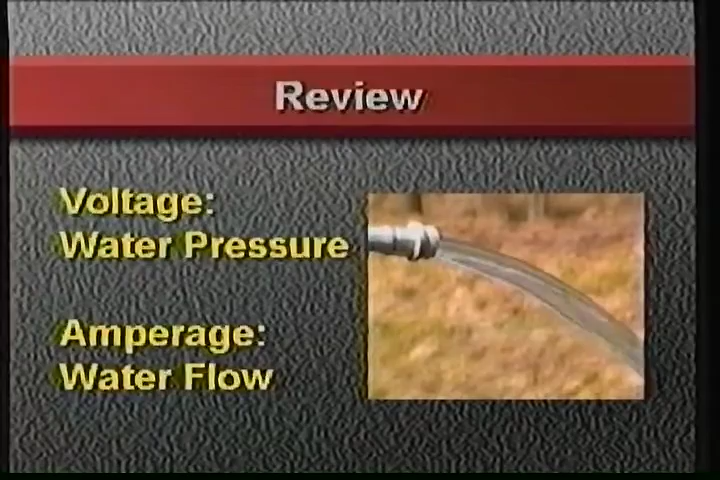 Review
Voltage:
Water Pressure
Amperage:
Water Flow